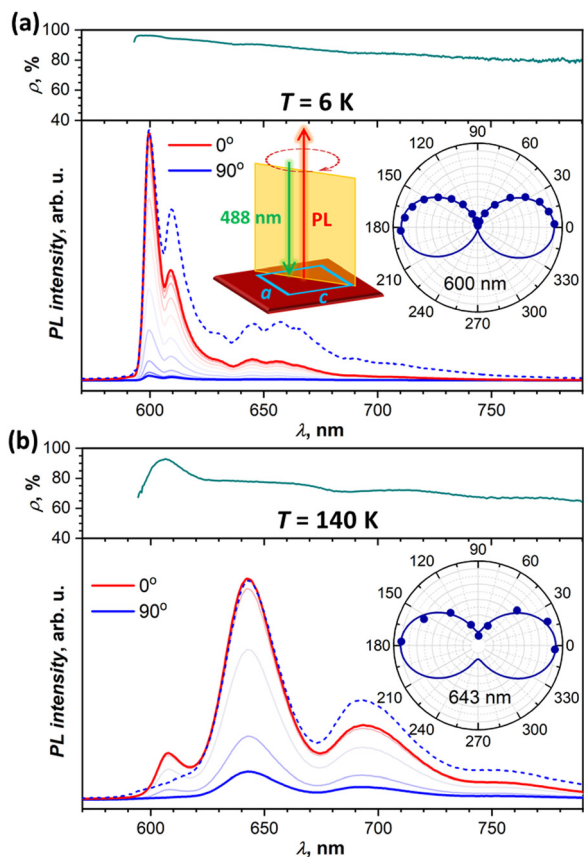 (a)
100
80
60
40
ρ, %
T = 6 K
0°
90°
488 nm
PL
a
c
90
120
60
150
30
180
0
210
330
240
300
270
600 nm
PL intensity, arb. u.
600
650
700
750
λ, nm
(b)
100
80
60
40
ρ, %
T = 140 K
0°
90°
90
120
60
150
30
180
0
210
330
240
300
270
643 nm
PL intensity, arb. u.
600
650
700
750
λ, nm